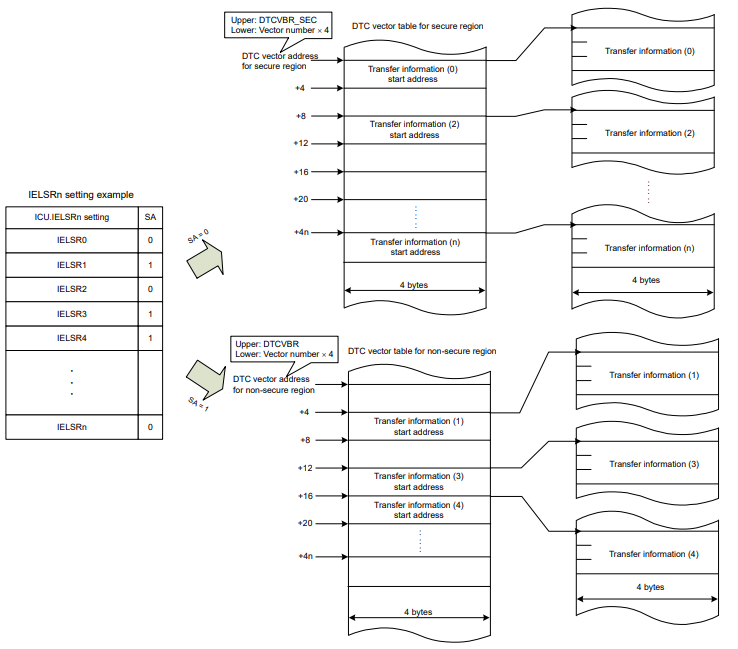 Upper: DTCVBR_SEC
Lower: Vector number × 4
DTC vector table for secure region
DTC vector address
for secure region
Transfer information (0)
start address
+4
+8
Transfer information (2)
start address
+12
+16
+20
+4n
Transfer information (n)
start address
4 bytes
Transfer information (0)
Transfer information (2)
Transfer information (n)
4 bytes
IELSRn setting example
ICU.IELSRn setting SA
IELSR0 0
IELSR1 1
IELSR2 0
IELSR3 1
IELSR4 1
IELSRn 0
SA = 0
SA = 1
Upper: DTCVBR
Lower: Vector number × 4
DTC vector table for non-secure region
DTC vector address
for non-secure region
+4
Transfer information (1)
start address
+8
+12
Transfer information (3)
start address
+16
Transfer information (4)
start address
+20
+4n
4 bytes
Transfer information (1)
Transfer information (3)
Transfer information (4)
4 bytes